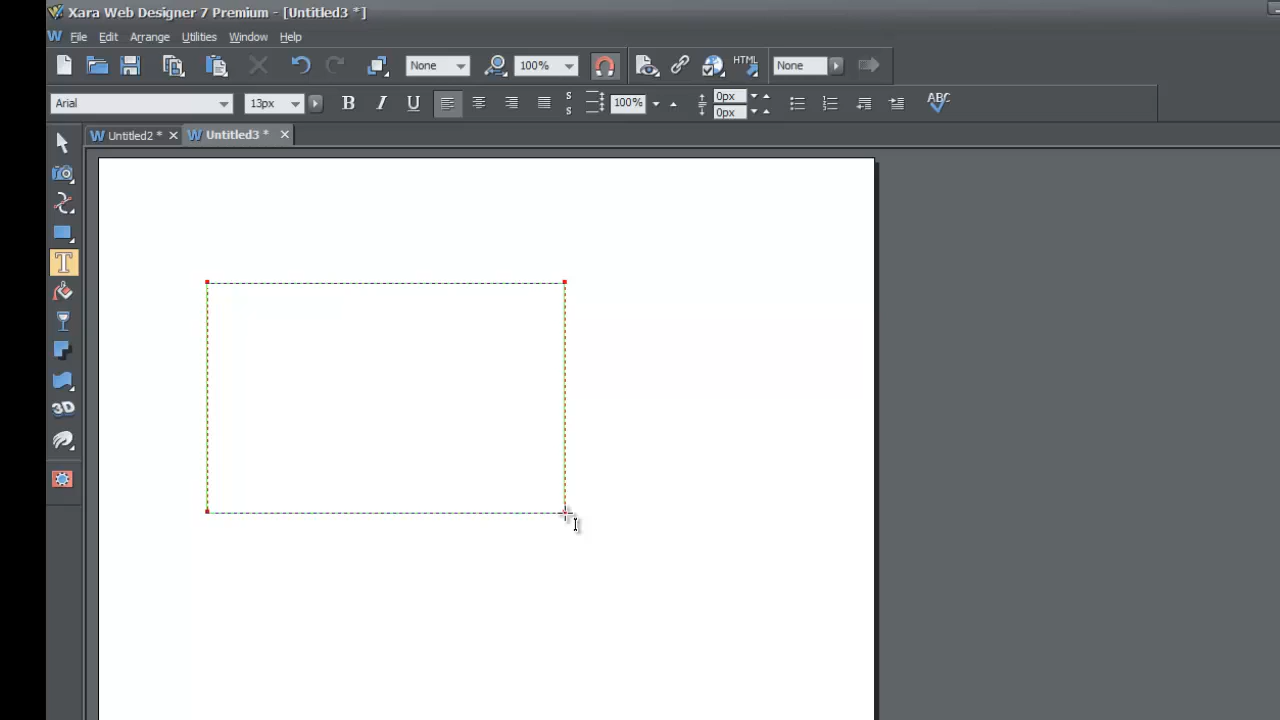 Xara Web Designer 7 Premium - [Untitled3 *]
W File Edit Arrange Utilities Window Help
None 100% HTML None
Arial 13px B I U 100% 0px ABC
S
S
0px
W Untitled2 * W Untitled3 *
T
3D